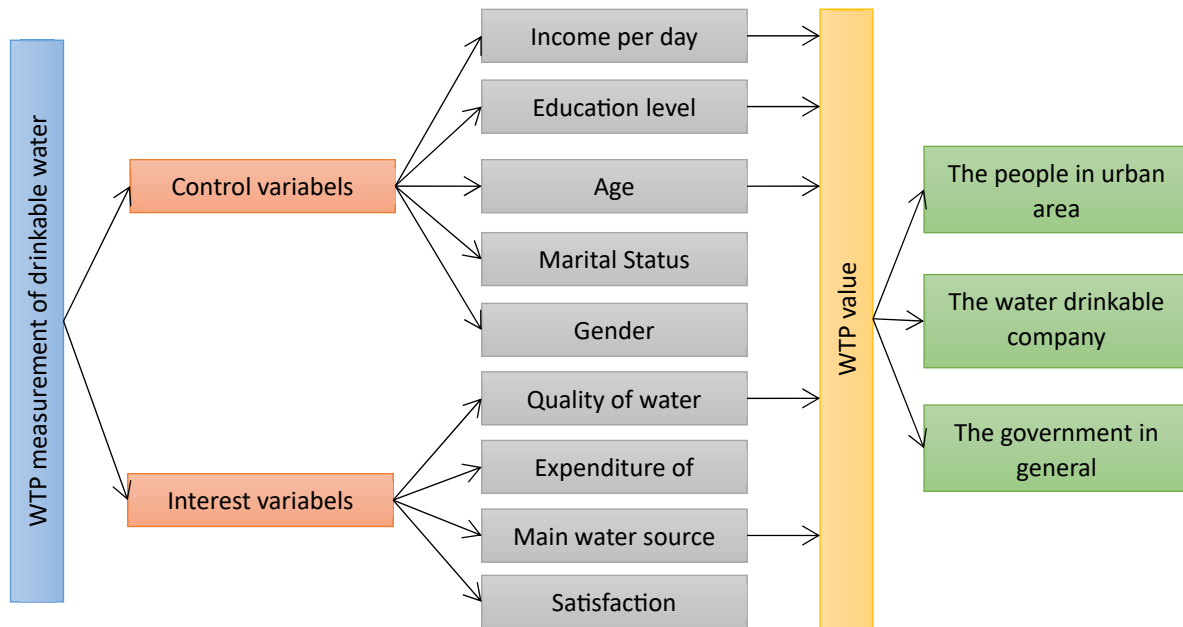 WTP measurement of drinkable water
Control variabels
Interest variabels
Income per day
Education level
Age
Marital Status
Gender
Quality of water
Expenditure of
Main water source
Satisfaction
WTP value
The people in urban
area
The water drinkable
company
The government in
general